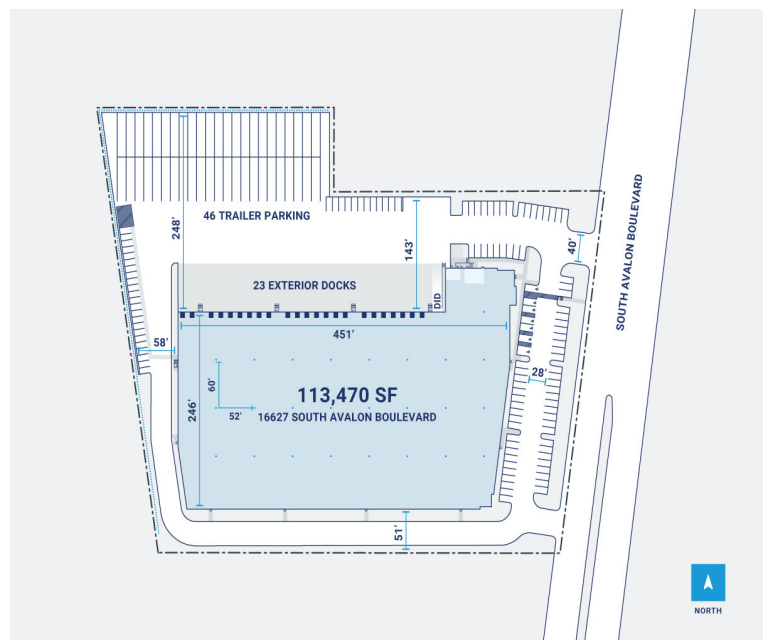 46 TRAILER PARKING
248'
143'
40'
SOUTH AVALON BOULEVARD
23 EXTERIOR DOCKS
DID
451'
58'
28'
60'
52'
246'
113,470 SF
16627 SOUTH AVALON BOULEVARD
51'
NORTH